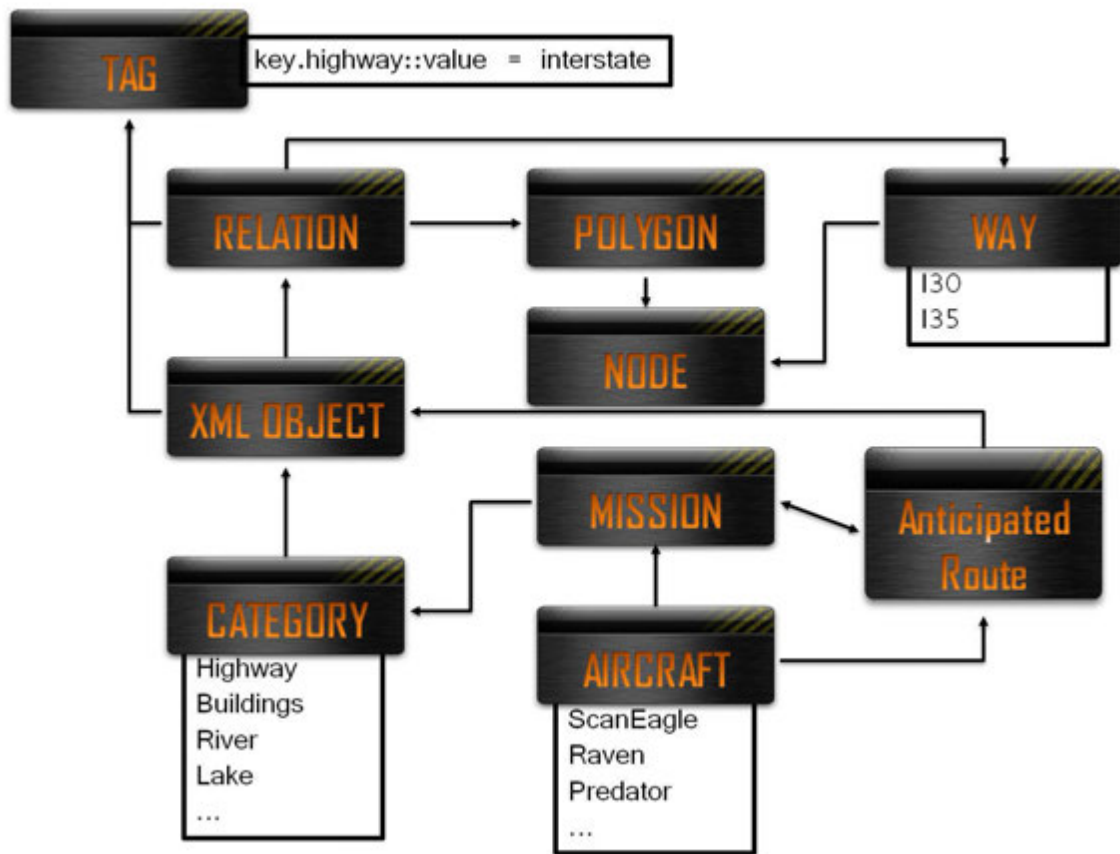 TAG
key.highway::value = interstate
RELATION
POLYGON
WAY
I30
I35
NODE
XML OBJECT
MISSION
Anticipated
Route
CATEGORY
Highway
Buildings
River
Lake
...
AIRCRAFT
ScanEagle
Raven
Predator
...